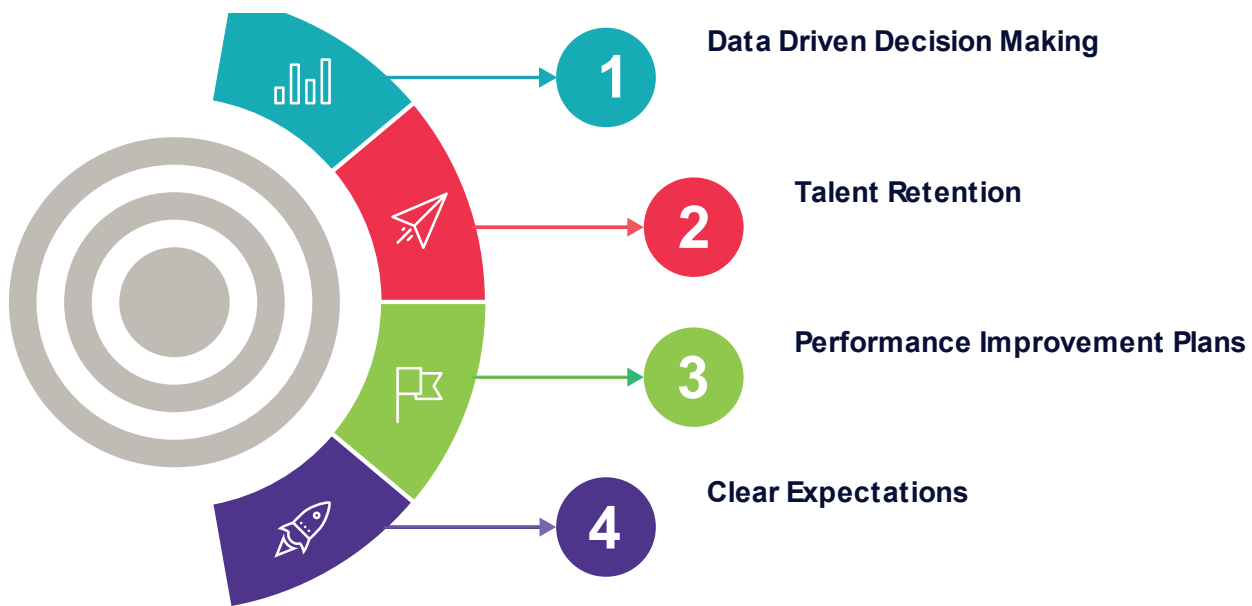 1
Data Driven Decision Making
2
Talent Retention
3
Performance Improvement Plans
4
Clear Expectations